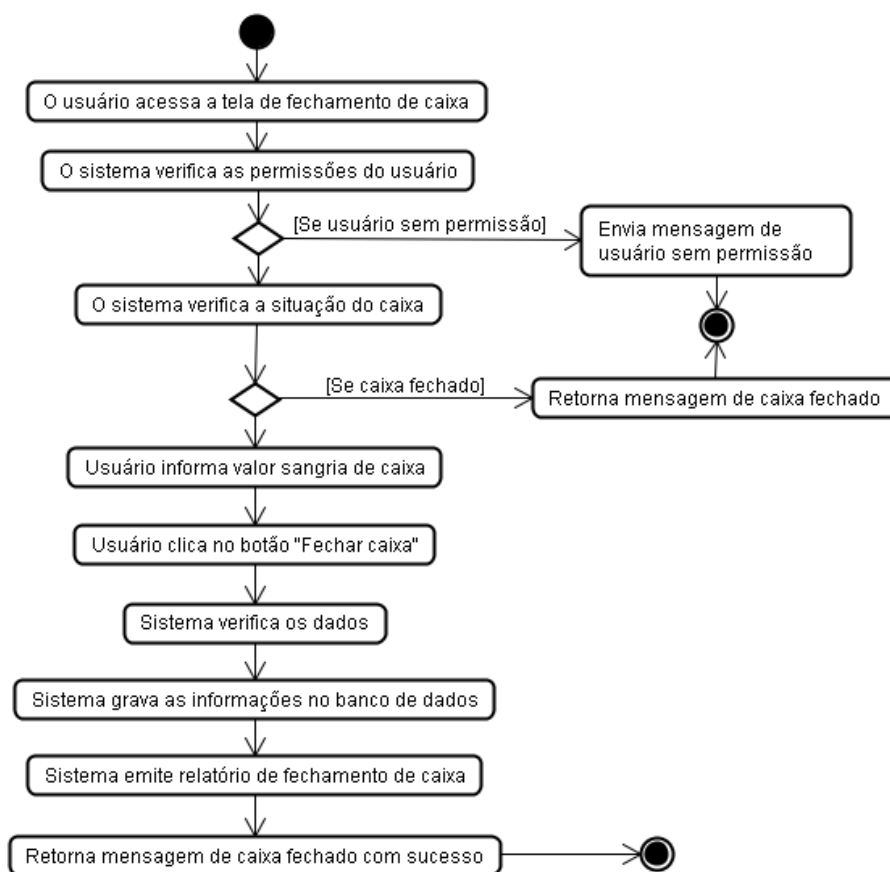 O usuário acessa a tela de fechamento de caixa
O sistema verifica as permissões do usuário
[Se usuário sem permissão]
Envia mensagem de
usuário sem permissão
O sistema verifica a situação do caixa
[Se caixa fechado]
Retorna mensagem de caixa fechado
Usuário informa valor sangria de caixa
Usuário clica no botão "Fechar caixa"
Sistema verifica os dados
Sistema grava as informações no banco de dados
Sistema emite relatório de fechamento de caixa
Retorna mensagem de caixa fechado com sucesso